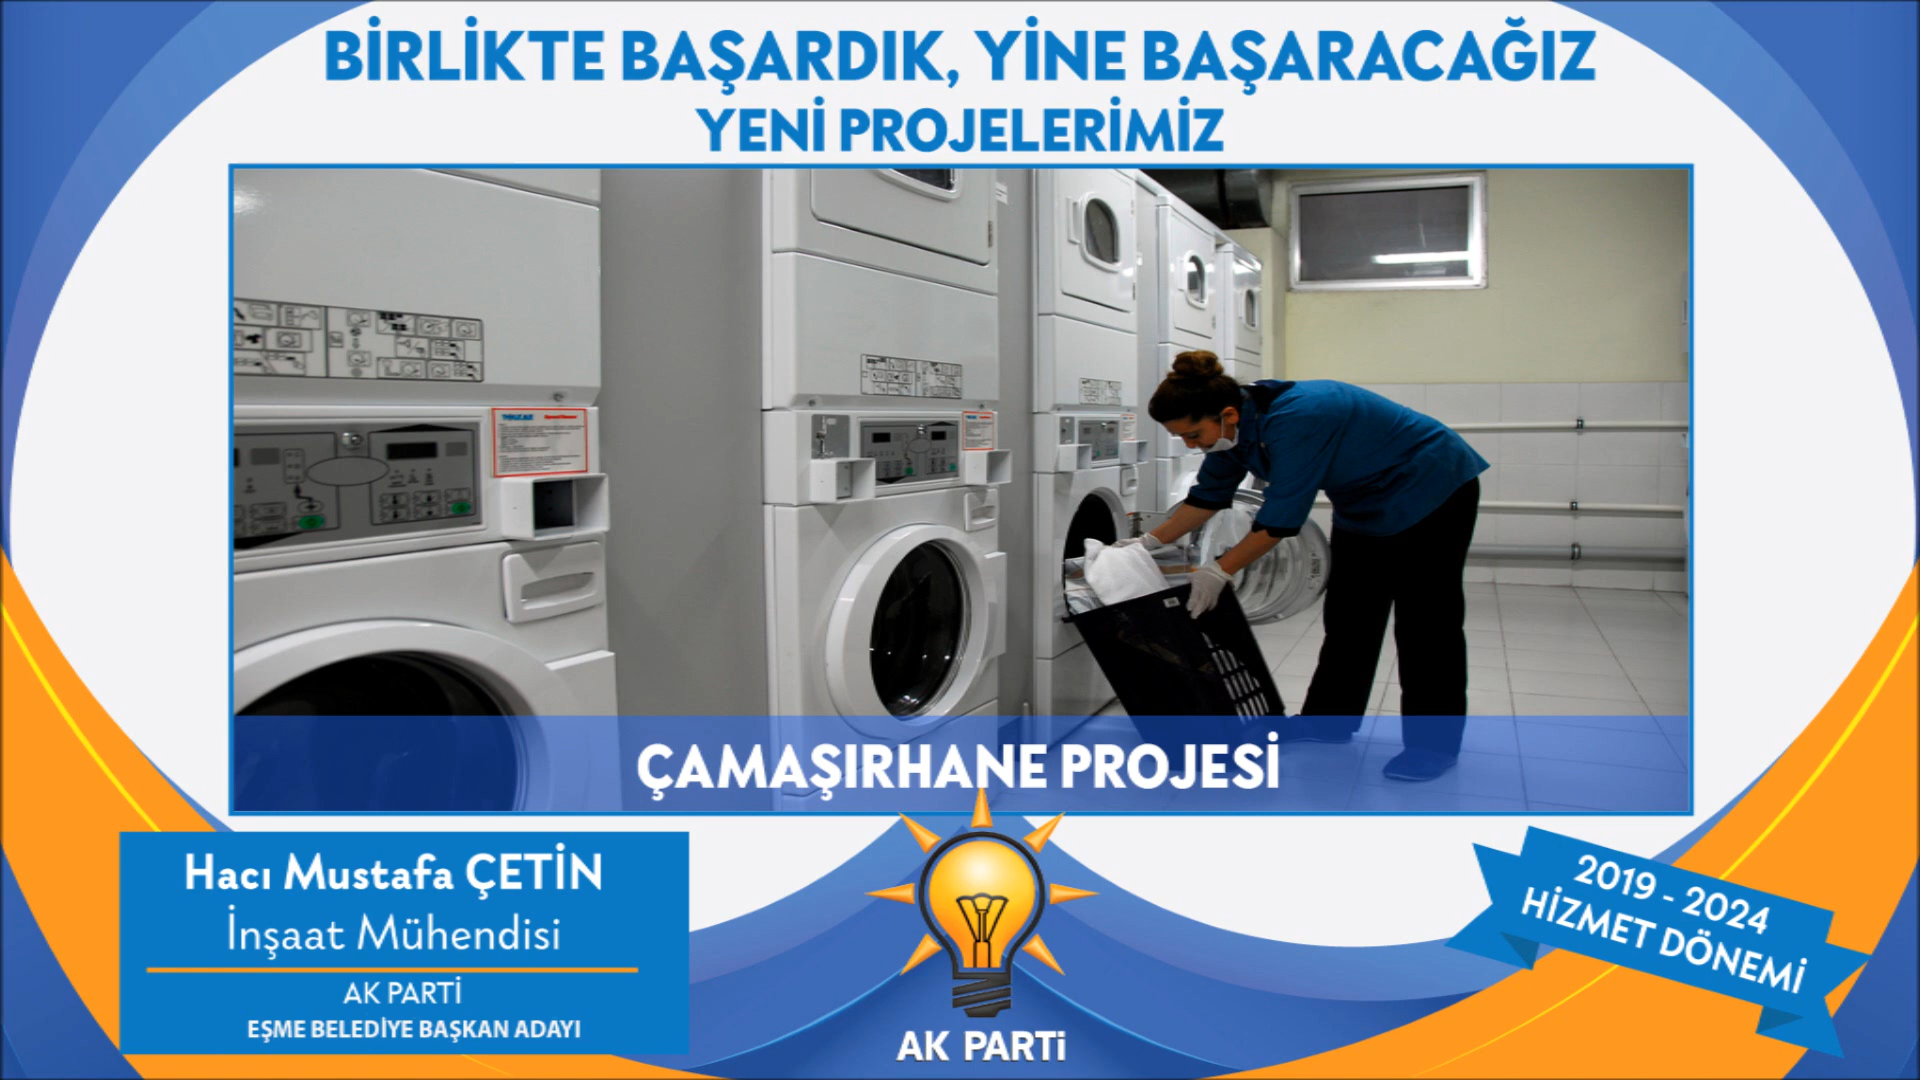 BİRLİKTE BAŞARDIK, YİNE BAŞARACAĞIZ
YENİ PROJELERİMİZ
ÇAMAŞIRHANE PROJESİ
Hacı Mustafa ÇETİN
İnşaat Mühendisi
AK PARTİ
EŞME BELEDİYE BAŞKAN ADAYI
AK PARTi
2019 - 2024
HİZMET DÖNEMİ